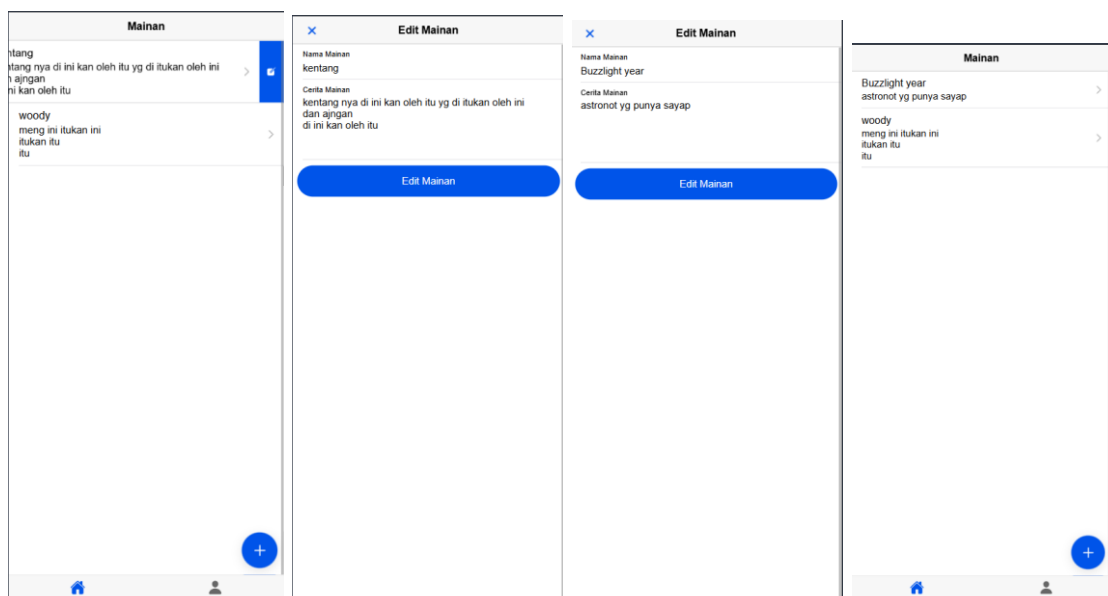 Mainan
ntang
ntang nya di ini kan oleh itu yg di itukan oleh ini
n ajngan
ni kan oleh itu
woody
meng ini itukan ini
itukan itu
itu
Edit Mainan
Nama Mainan
kentang
Cerita Mainan
kentang nya di ini kan oleh itu yg di itukan oleh ini
dan ajngan
di ini kan oleh itu
Edit Mainan
Edit Mainan
Nama Mainan
Buzzlight year
Cerita Mainan
astronot yg punya sayap
Edit Mainan
Mainan
Buzzlight year
astronot yg punya sayap
woody
meng ini itukan ini
itukan itu
itu